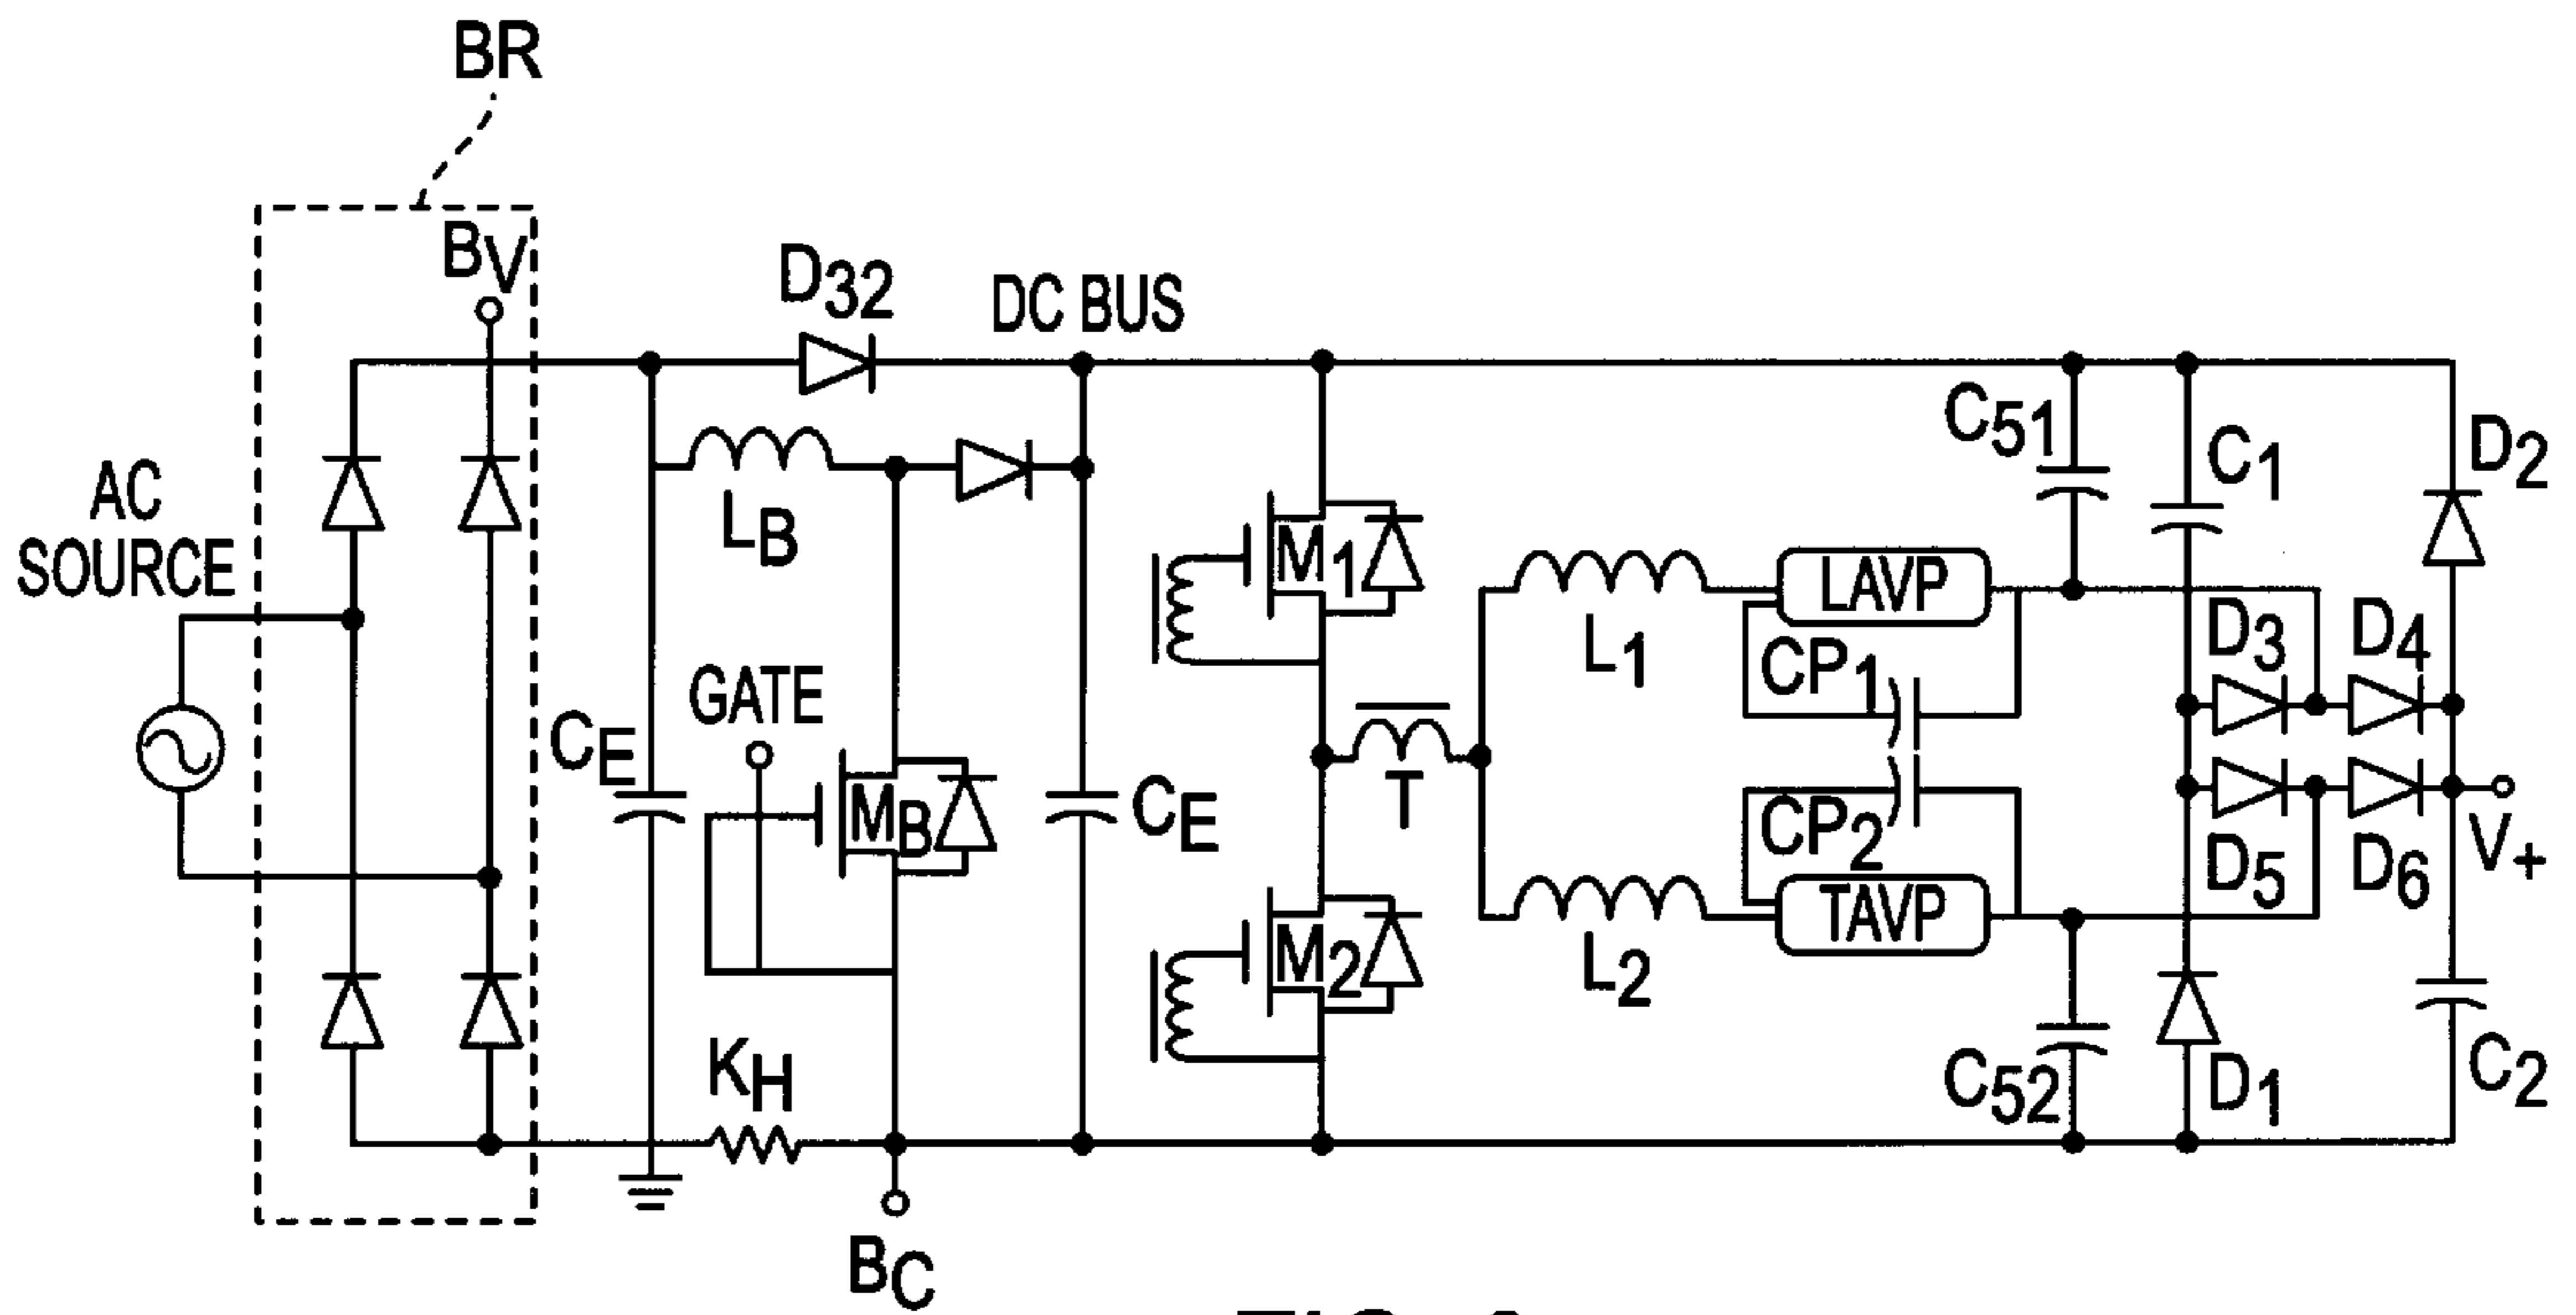 BR
BV
D32
DC BUS
AC
SOURCE
LB
C51
C1
D2
M1
LAVP
L1
CP1
D3
D4
GATE
CE
MB
CE
T
CP2
D5
D6
V+
M2
TAVP
L2
KH
C52
D1
C2
BC